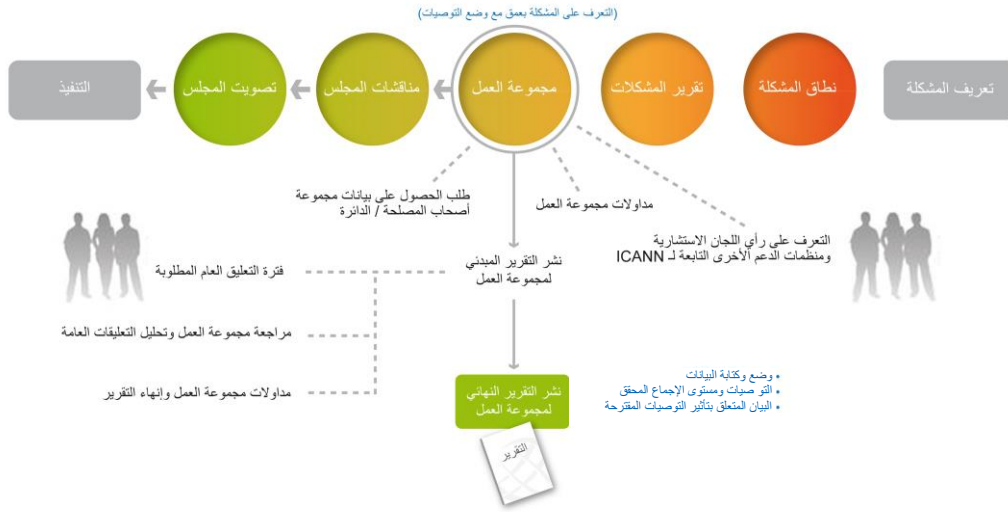 (التعرف على المشكلة بعمق مع وضع التوصيات)
تعريف المشكلة
نطاق المشكلة
تقرير المشكلات
مجموعة العمل
مناقشات المجلس
تصويت المجلس
التنفيذ
التعرف على رأي اللجان الاستشارية
ومنظمات الدعم الأخرى التابعة لـ ICANN
مداولات مجموعة العمل
طلب الحصول على بيانات مجموعة
أصحاب المصلحة / الدائرة
نشر التقرير المبدئي
لمجموعة العمل
فترة التعليق العام المطلوبة
مراجعة مجموعة العمل وتحليل التعليقات العامة
مداولات مجموعة العمل وإنهاء التقرير
نشر التقرير النهائي
لمجموعة العمل
التقرير
• وضع وكتابة البيانات
• التو صيات ومستوى الإجماع المحقق
• البيان المتعلق بتأثير التوصيات المقترحة